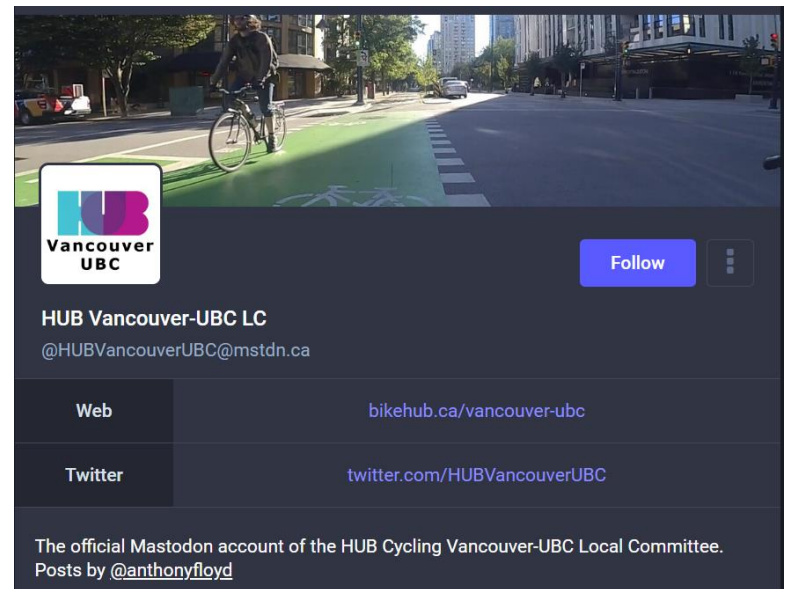 HUB
Vancouver
UBC
Follow
HUB Vancouver-UBC LC
@HUBVancouverUBC@mstdn.ca
Web
bikehub.ca/vancouver-ubc
Twitter
twitter.com/HUBVancouverUBC
The official Mastodon account of the HUB Cycling Vancouver-UBC Local Committee.
Posts by @anthonyfloyd